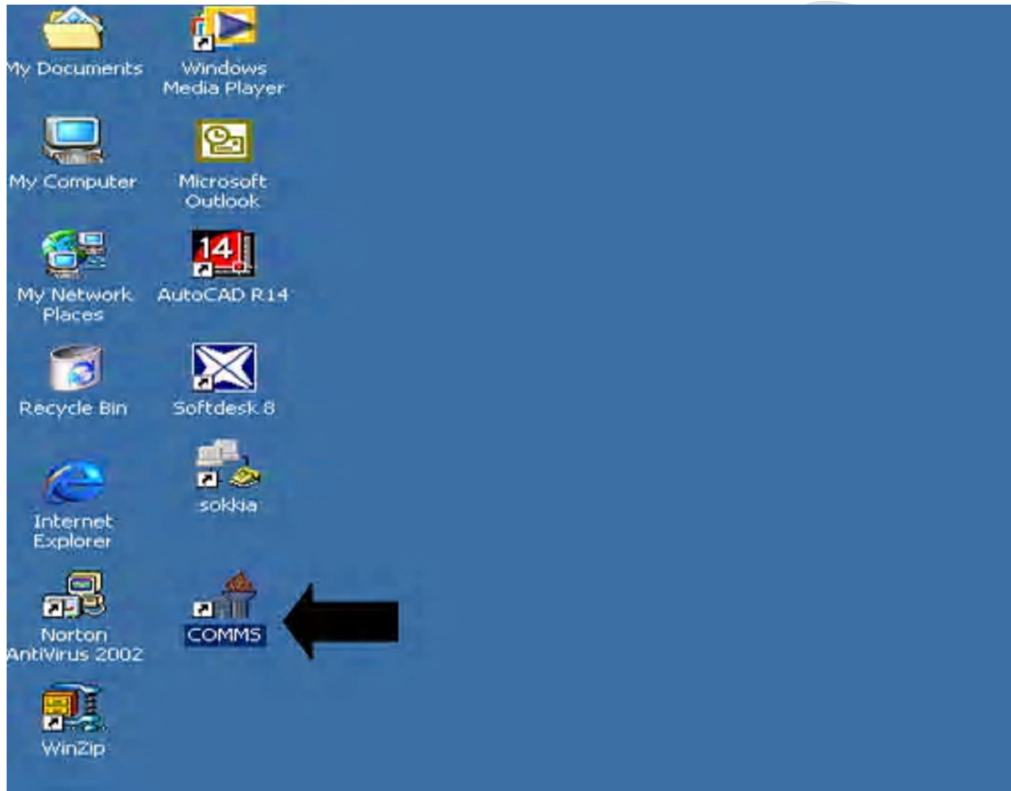 My Documents
Windows
Media Player
My Computer
Microsoft
Outlook
My Network
Places
14
AutoCAD R14
Recycle Bin
Softdesk 8
sokkia
Internet
Explorer
Norton
AntiVirus 2002
COMMS
WinZip